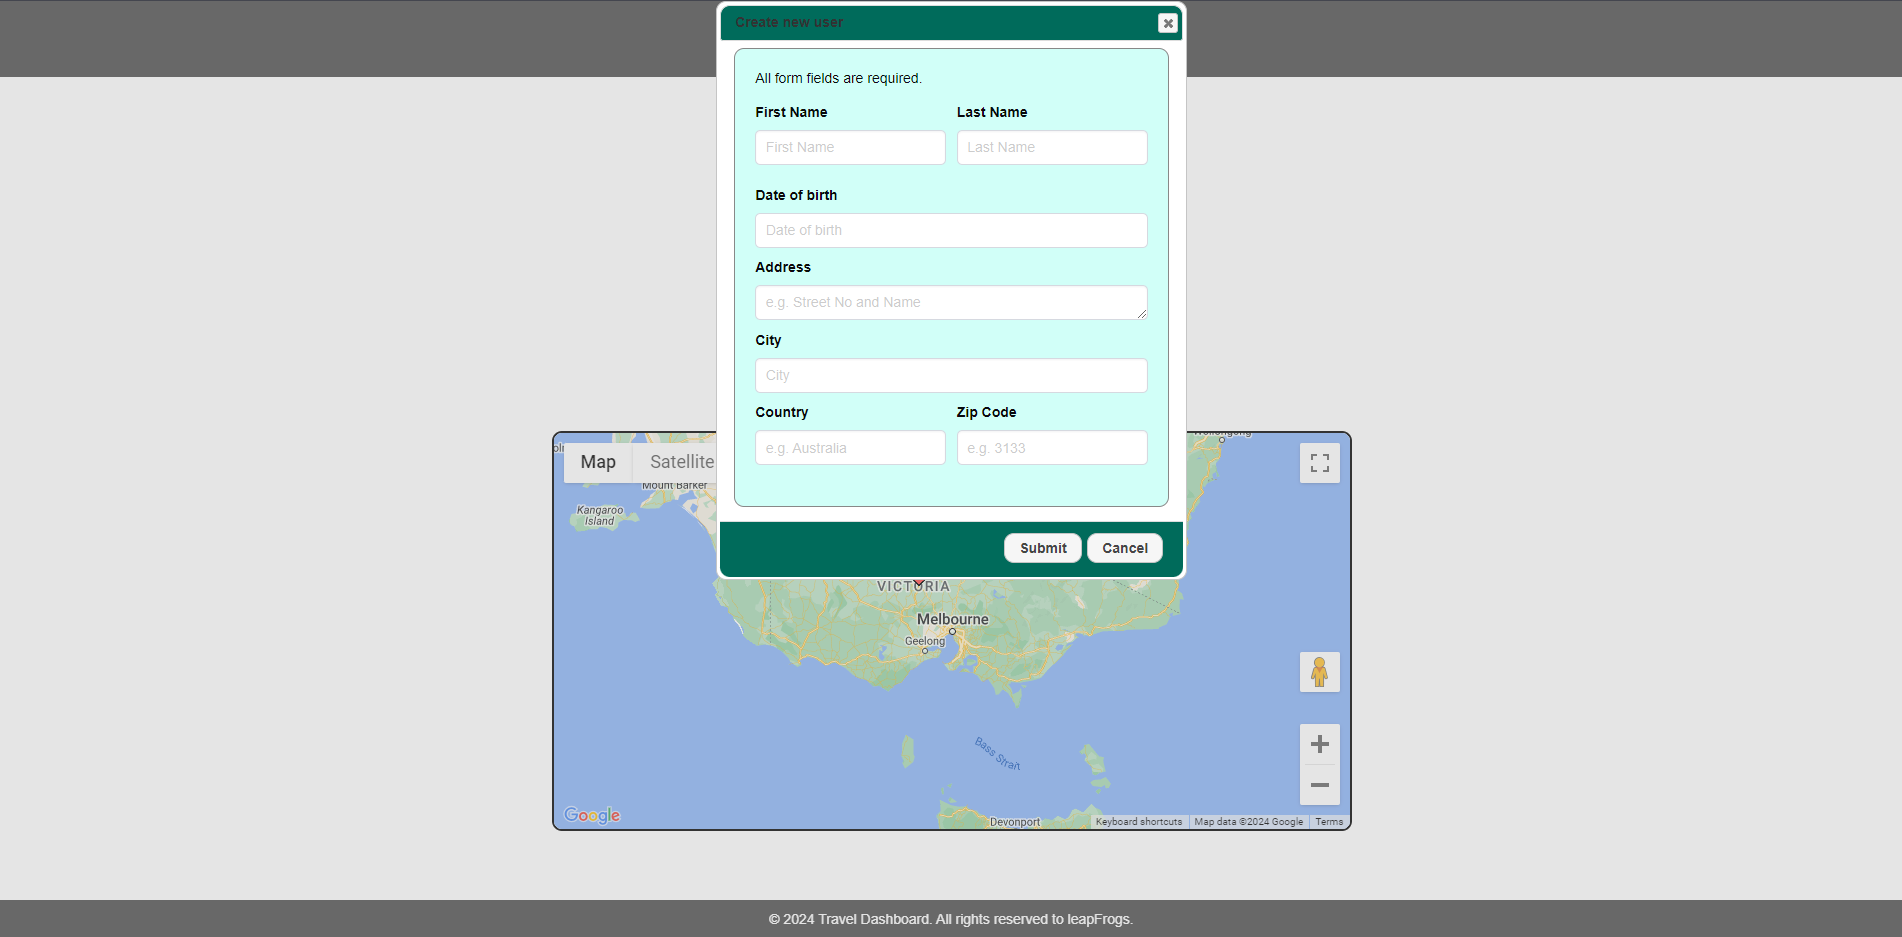 Create new user
All form fields are required.
First Name Last Name
First Name Last Name
Date of birth
Date of birth
Address
e.g. Street No and Name
City
City
Country Zip Code
e.g. Australia e.g. 3133
Map Satellite
Mount Barker
Kangaroo
Island
Submit Cancel
VICTORIA
Melbourne
Geelong
Bass Strait
Devonport
Google
Keyboard shortcuts Map data ©2024 Google Terms
© 2024 Travel Dashboard. All rights reserved to leapFrogs.